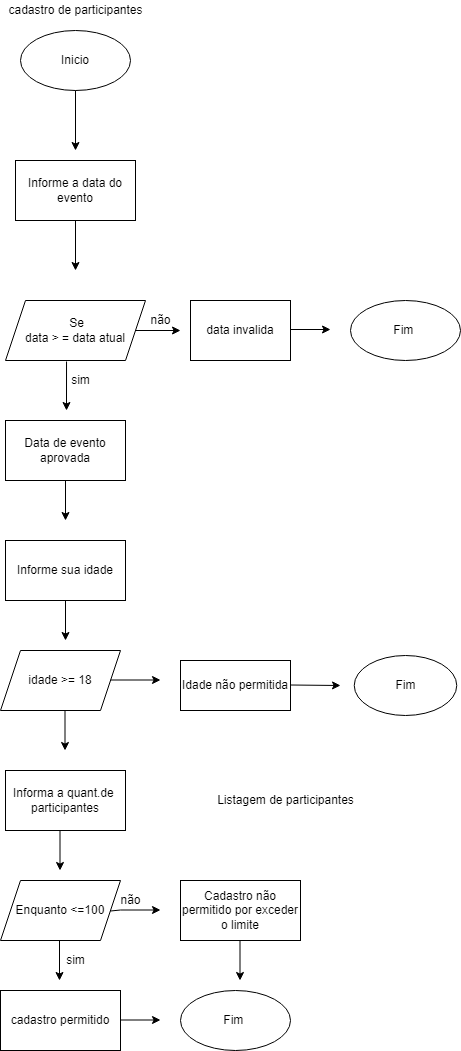 cadastro de participantes
Inicio
Informe a data do
evento
Se
data > = data atual
não
data invalida
Fim
sim
Data de evento
aprovada
Informe sua idade
idade >= 18
Idade não permitida
Fim
Informa a quant.de
participantes
Listagem de participantes
Enquanto <=100
não
Cadastro não
permitido por exceder
o limite
sim
cadastro permitido
Fim